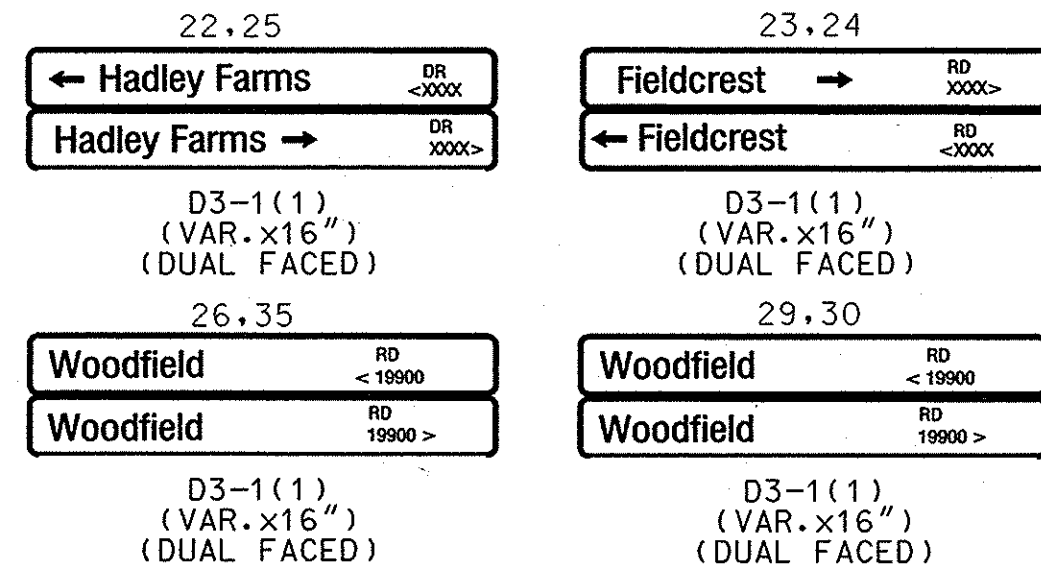 22,25
← Hadley Farms DR <XXXX
Hadley Farms → DR XXXX>
D3-1(1)
(VAR.x16")
(DUAL FACED)
23,24
Fieldcrest → RD XXXX>
← Fieldcrest RD <XXXX
D3-1(1)
(VAR.x16")
(DUAL FACED)
26,35
Woodfield RD < 19900
Woodfield RD 19900 >
D3-1(1)
(VAR.x16")
(DUAL FACED)
29,30
Woodfield RD < 19900
Woodfield RD 19900 >
D3-1(1)
(VAR.x16")
(DUAL FACED)